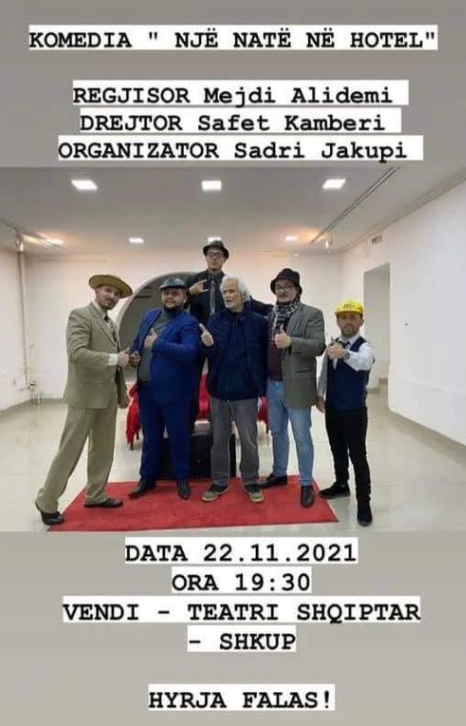 KOMEDIA " NJË NATË NË HOTEL"
REGJISOR Mejdi Alidemi
DREJTOR Safet Kamberi
ORGANIZATOR Sadri Jakupi
DATA 22.11.2021
ORA 19:30
VENDI - TEATRI SHQIPTAR
- SHKUP
HYRJA FALAS!